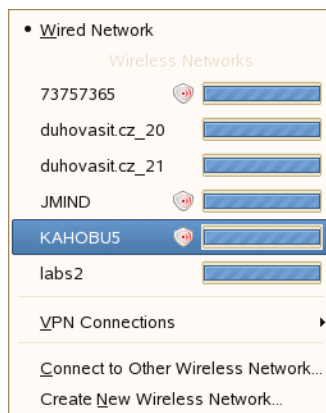 Wired Network
Wireless Networks
73757365
duhovasit.cz_20
duhovasit.cz_21
JMIND
KAHOBU5
labs2
VPN Connections
Connect to Other Wireless Network...
Create New Wireless Network...